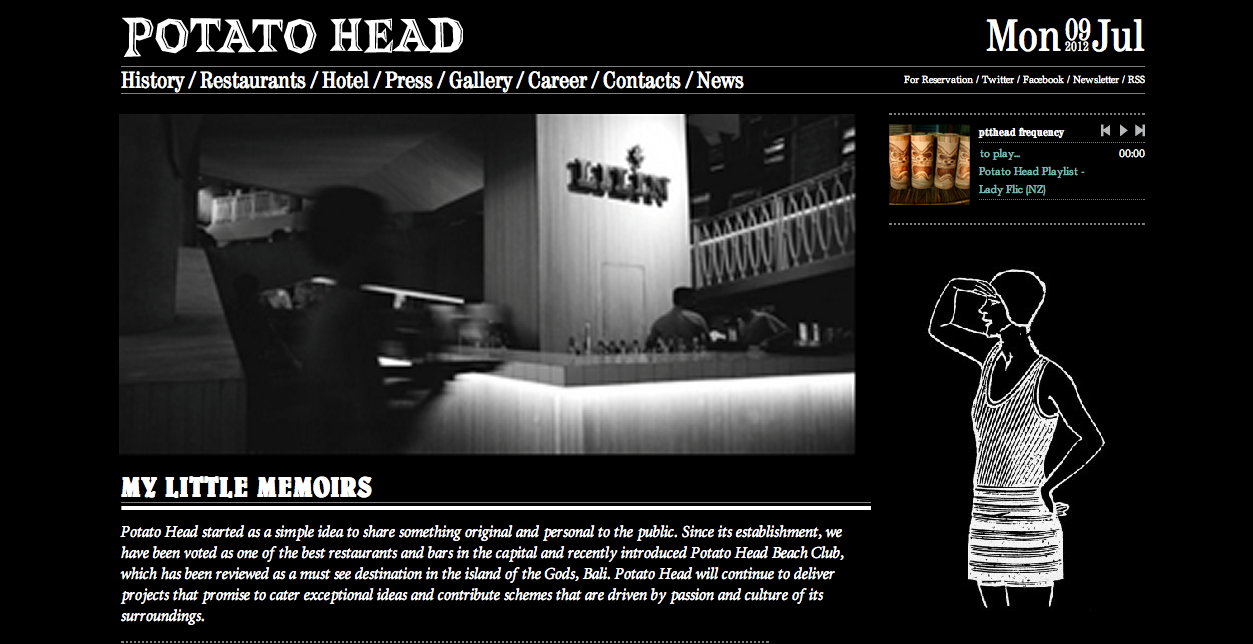 POTATO HEAD
Mon 09 2012 Jul
History / Restaurants / Hotel / Press / Gallery / Career / Contacts / News
For Reservation / Twitter / Facebook / Newsletter / RSS
LILIN
ptthead frequency
to play...
00:00
Potato Head Playlist -
Lady Flic (NZ)
MY LITTLE MEMOIRS
Potato Head started as a simple idea to share something original and personal to the public. Since its establishment, we
have been voted as one of the best restaurants and bars in the capital and recently introduced Potato Head Beach Club,
which has been reviewed as a must see destination in the island of the Gods, Bali. Potato Head will continue to deliver
projects that promise to cater exceptional ideas and contribute schemes that are driven by passion and culture of its
surroundings.